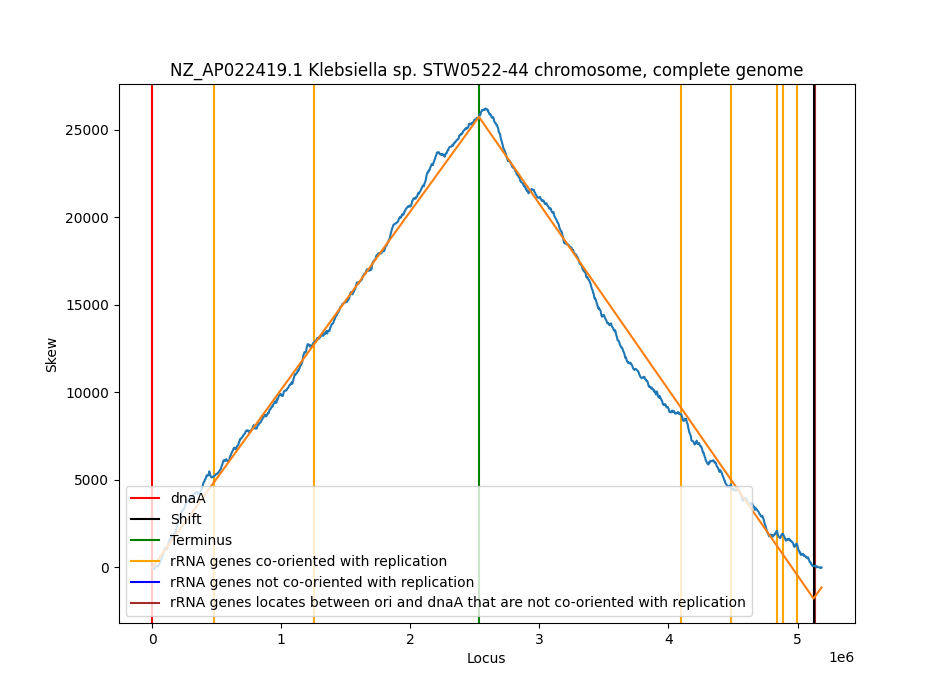 NZ_AP022419.1 Klebsiella sp. STW0522-44 chromosome, complete genome
25000
20000
15000
10000
5000
0
Skew
dnaA
Shift
Terminus
rRNA genes co-oriented with replication
rRNA genes not co-oriented with replication
rRNA genes locates between ori and dnaA that are not co-oriented with replication
0 1 2 3 4 5
1e6
Locus